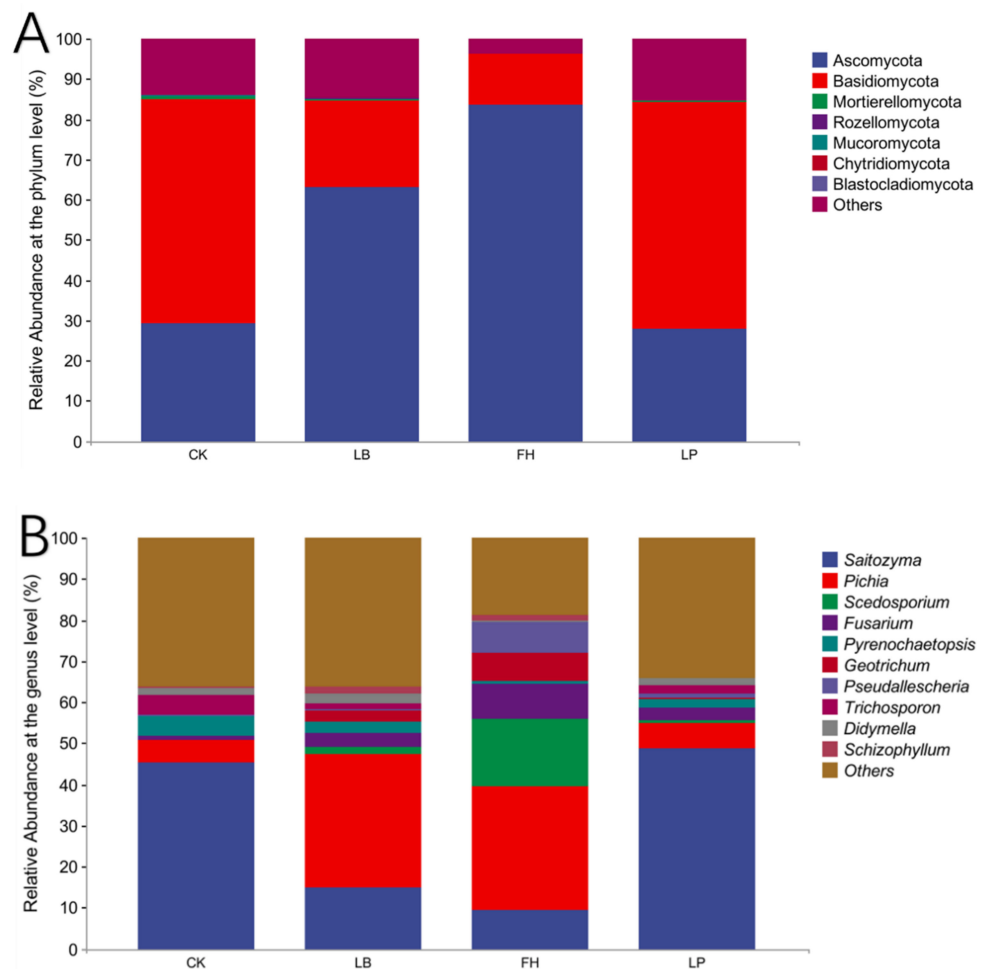 A
Relative Abundance at the phylum level (%)
100
90
80
70
60
50
40
30
20
10
0
CK LB FH LP
Ascomycota
Basidiomycota
Mortierellomycota
Rozellomycota
Mucoromycota
Chytridiomycota
Blastocladiomycota
Others
B
Relative Abundance at the genus level (%)
100
90
80
70
60
50
40
30
20
10
0
CK LB FH LP
Saitozyma
Pichia
Scedosporium
Fusarium
Pyrenochaetopsis
Geotrichum
Pseudallescheria
Trichosporon
Didymella
Schizophyllum
Others